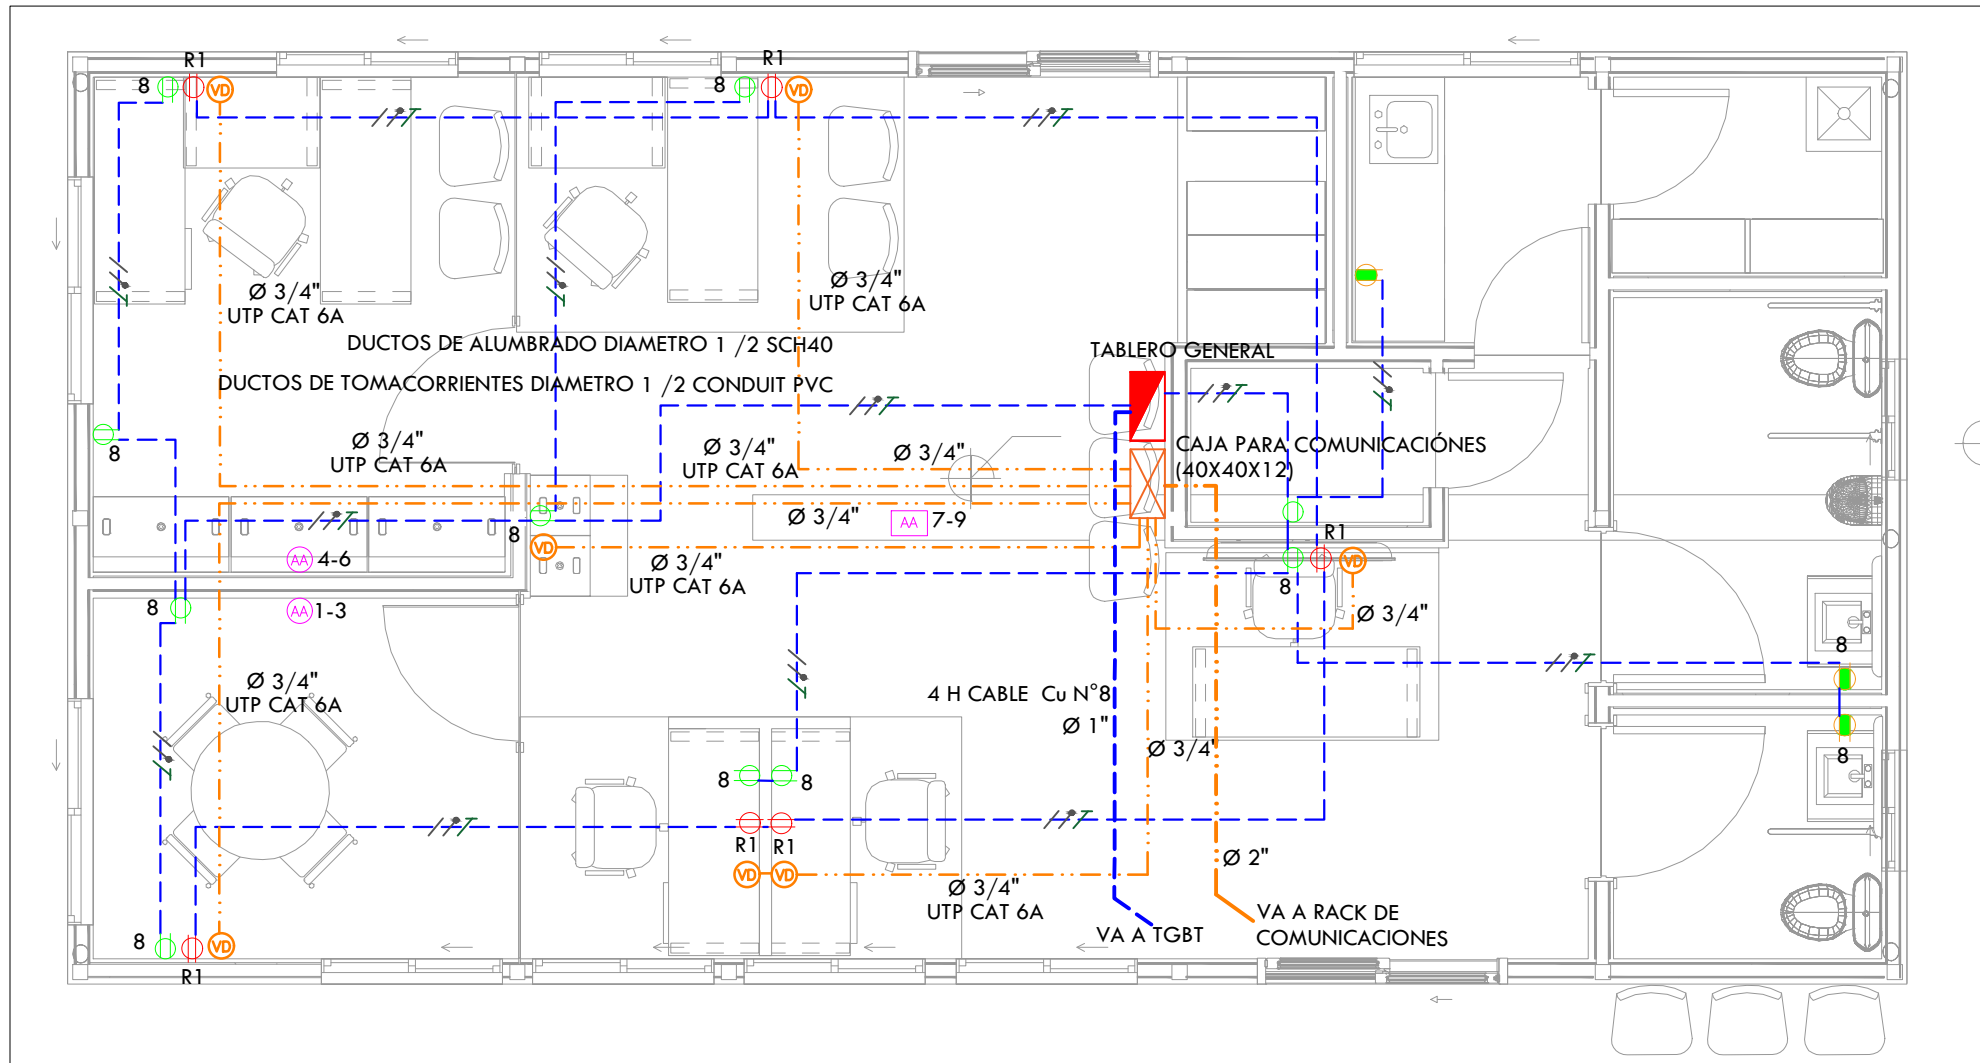 R1
R1
8
VD
8
VD
Ø 3/4"
UTP CAT 6A
Ø 3/4"
UTP CAT 6A
DUCTOS DE ALUMBRADO DIAMETRO 1 /2 SCH40
TABLERO GENERAL
DUCTOS DE TOMACORRIENTES DIAMETRO 1 /2 CONDUIT PVC
8
Ø 3/4"
UTP CAT 6A
Ø 3/4"
UTP CAT 6A
Ø 3/4"
CAJA PARA COMUNICACIÓNES
(40X40X12)
Ø 3/4"
AA 7-9
8
VD
R1
VD
8
AA 4-6
Ø 3/4"
UTP CAT 6A
8
AA 1-3
Ø 3/4"
8
Ø 3/4"
UTP CAT 6A
4 H CABLE Cu N°8
Ø 1"
Ø 3/4"
8
8
8
R1
R1
VD
VD
Ø 2"
Ø 3/4"
UTP CAT 6A
VA A RACK DE
COMUNICACIONES
VA A TGBT
8
VD
R1